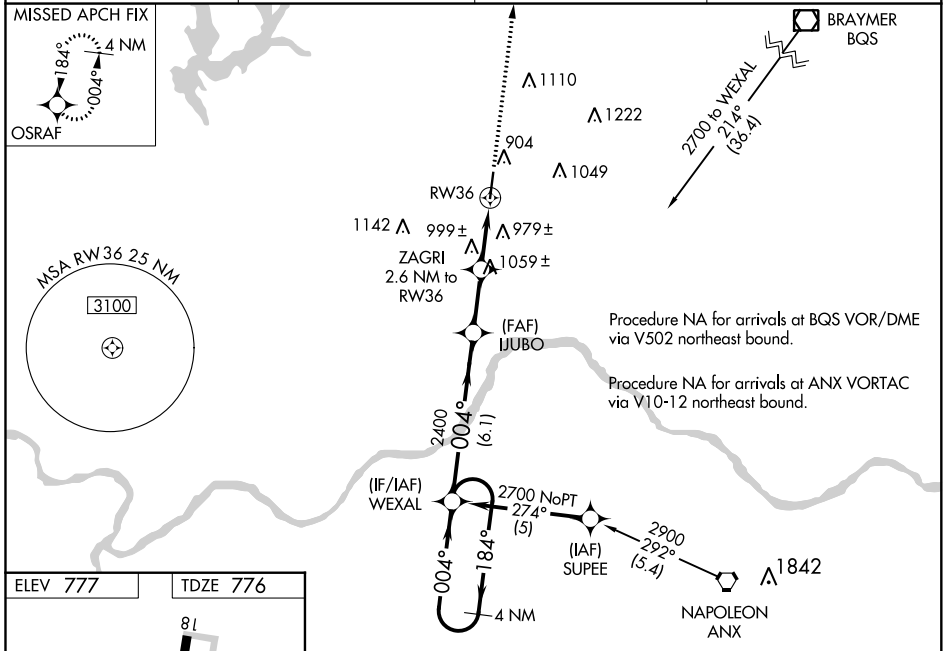 MISSED APCH FIX
4 NM
184°
004°
OSRAF
BRAYMER
BQS
2700 to WEXAL
214°
(36.4)
1110
1222
904
1049
RW36
1142
999±
979±
ZAGRI
2.6 NM to
RW36
1059±
MSA RW36 25 NM
3100
(FAF)
IJUBO
Procedure NA for arrivals at BQS VOR/DME
via V502 northeast bound.
Procedure NA for arrivals at ANX VORTAC
via V10-12 northeast bound.
2400
004°
(6.1)
(IF/IAF)
WEXAL
2700 NoPT
274°
(5)
(IAF)
SUPEE
2900
292°
(5.4)
1842
NAPOLEON
ANX
004°
184°
4 NM
ELEV 777
TDZE 776
18